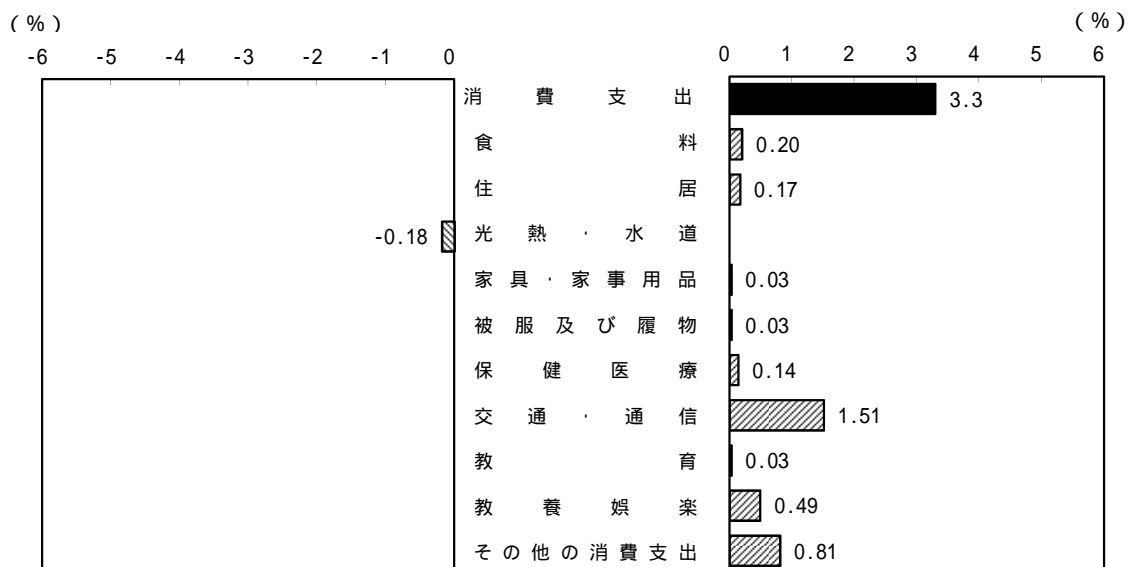 (%) (%)
-6 -5 -4 -3 -2 -1 0 0 1 2 3 4 5 6
消費支出 3.3
食料 0.20
住居 0.17
-0.18 光熱・水道
家具・家事用品 0.03
被服及び履物 0.03
保健医療 0.14
交通・通信 1.51
教育 0.03
教養娯楽 0.49
その他の消費支出 0.81